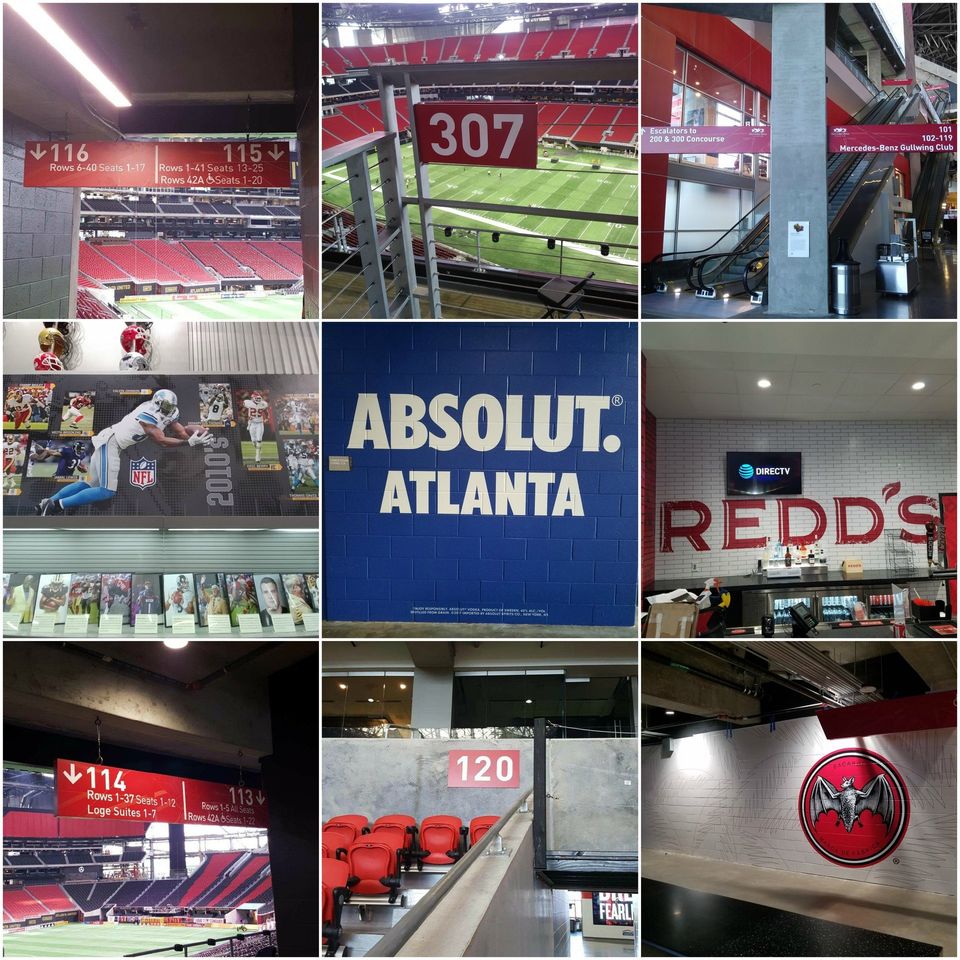 ↓116
Rows 6-40 Seats 1-17
115↓
Rows 1-41 Seats 13-25
Rows 42A ♿ Seats 1-20
307
Escalators to
200 & 300 Concourse
101
102-119
Mercedes-Benz Gullwing Club
NFL
2010's
ABSOLUT.®
ATLANTA
DIRECTV
REDD'S
↓114
Rows 1-37 Seats 1-12
Loge Suites 1-7
113↓
Rows 1-5 All Seats
Rows 42A ♿ Seats 1-22
120
FEARL
®